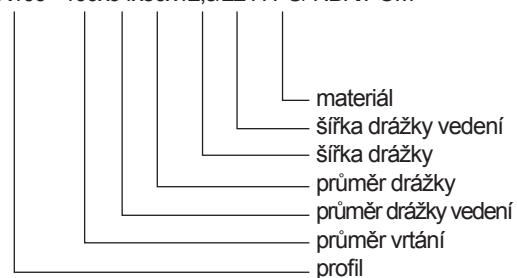 materiál
šířka drážky vedení
šířka drážky
průměr drážky
průměr drážky vedení
průměr vrtání
profil